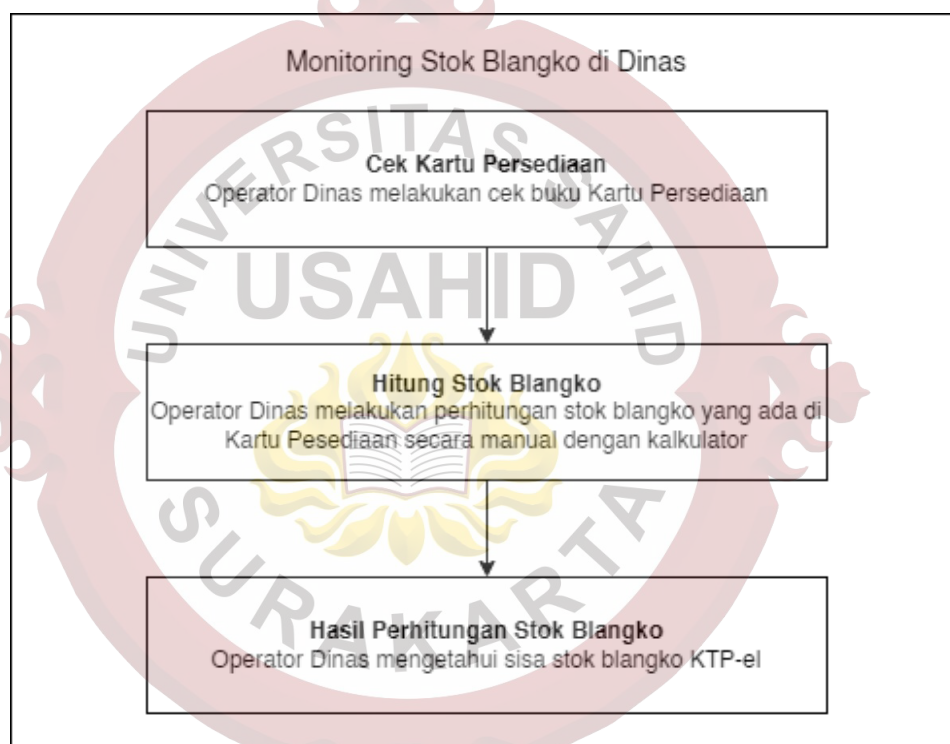 Monitoring Stok Blangko di Dinas
Cek Kartu Persediaan
Operator Dinas melakukan cek buku Kartu Persediaan
Hitung Stok Blangko
Operator Dinas melakukan perhitungan stok blangko yang ada di
Kartu Pesediaan secara manual dengan kalkulator
Hasil Perhitungan Stok Blangko
Operator Dinas mengetahui sisa stok blangko KTP-el
UNIVERSITAS SAHID
USAHID
SURAKARTA